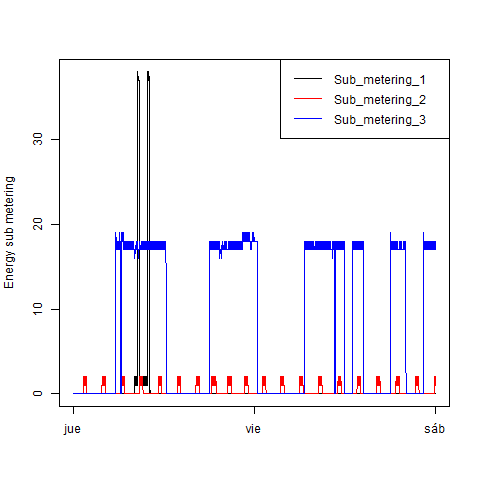 Sub_metering_1
Sub_metering_2
Sub_metering_3
Energy sub metering
30
20
10
0
jue vie sáb